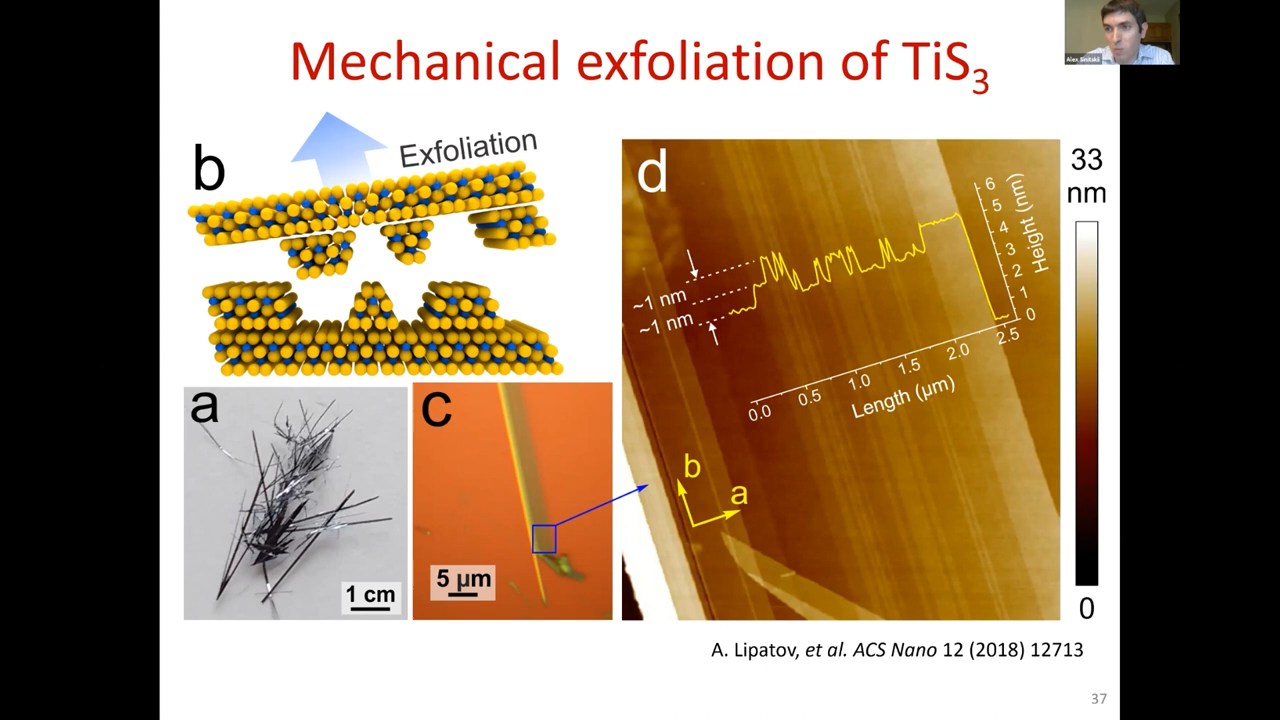 Mechanical exfoliation of TiS3
Alex Sinitskii
b
Exfoliation
a
1 cm
c
5 µm
d
~1 nm
~1 nm
6
5
4
3
2
1
0
Height (nm)
0.0 0.5 1.0 1.5 2.0 2.5
Length (µm)
b
a
33
nm
0
A. Lipatov, et al. ACS Nano 12 (2018) 12713
37